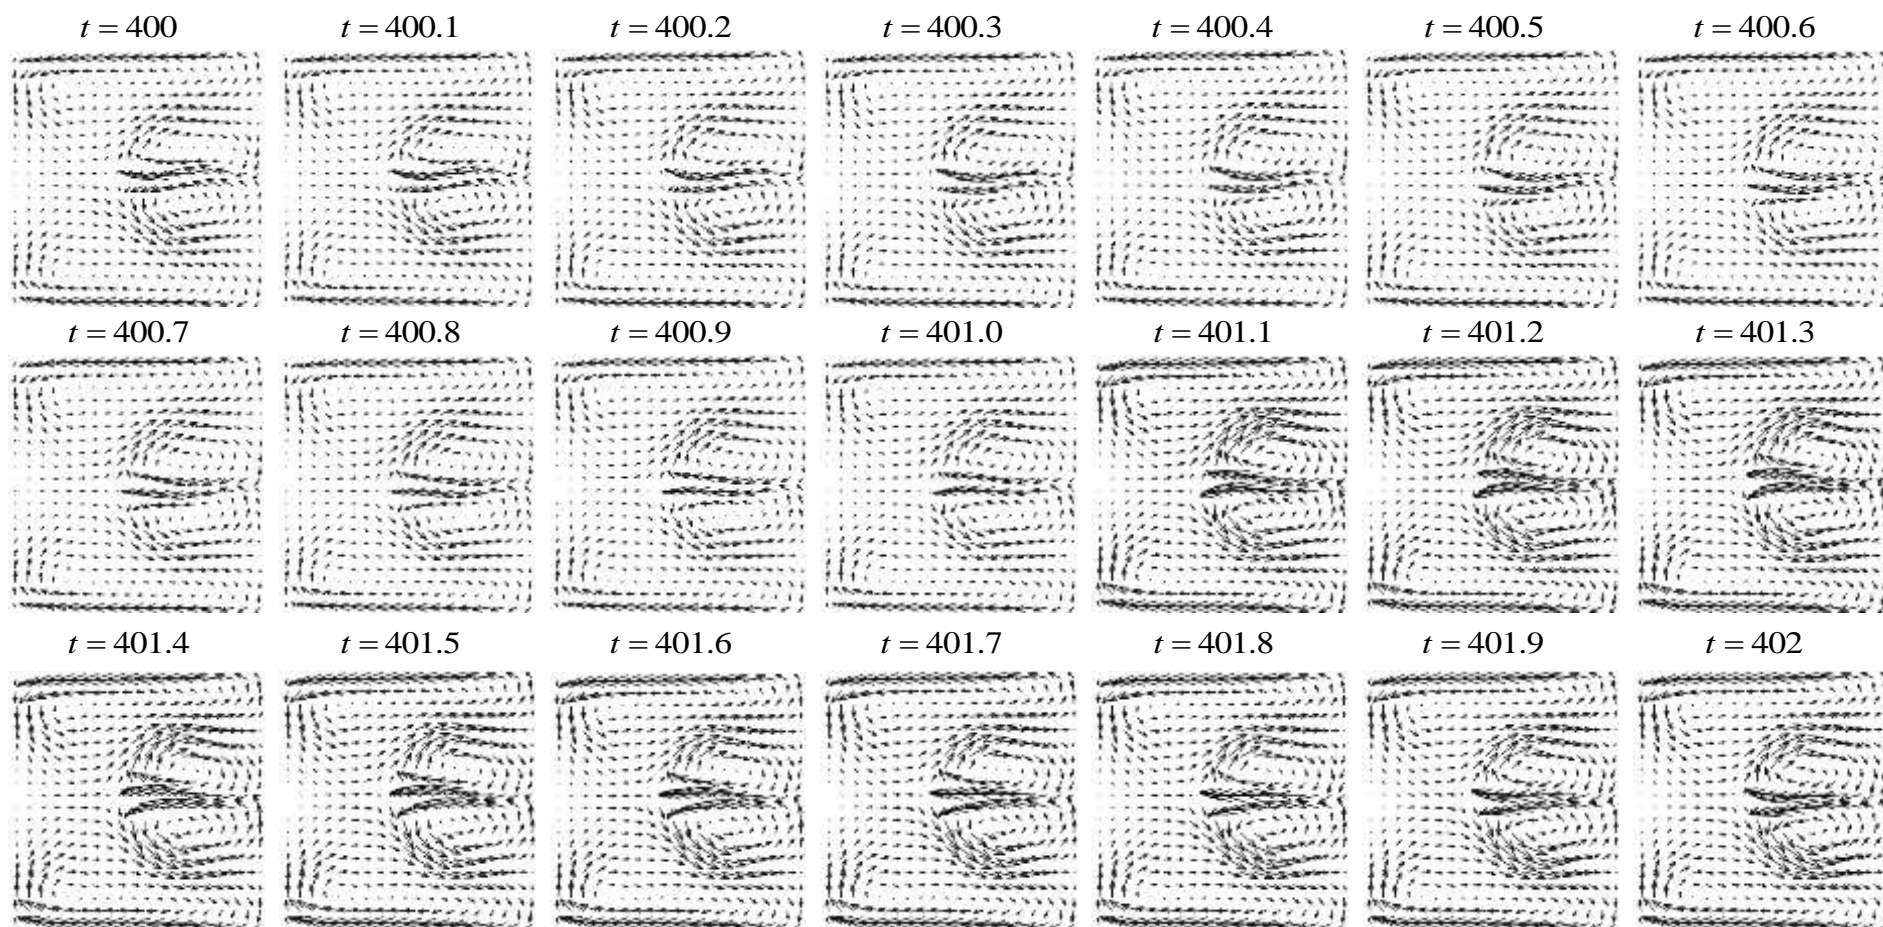 t = 400 t = 400.1 t = 400.2 t = 400.3 t = 400.4 t = 400.5 t = 400.6
t = 400.7 t = 400.8 t = 400.9 t = 401.0 t = 401.1 t = 401.2 t = 401.3
t = 401.4 t = 401.5 t = 401.6 t = 401.7 t = 401.8 t = 401.9 t = 402